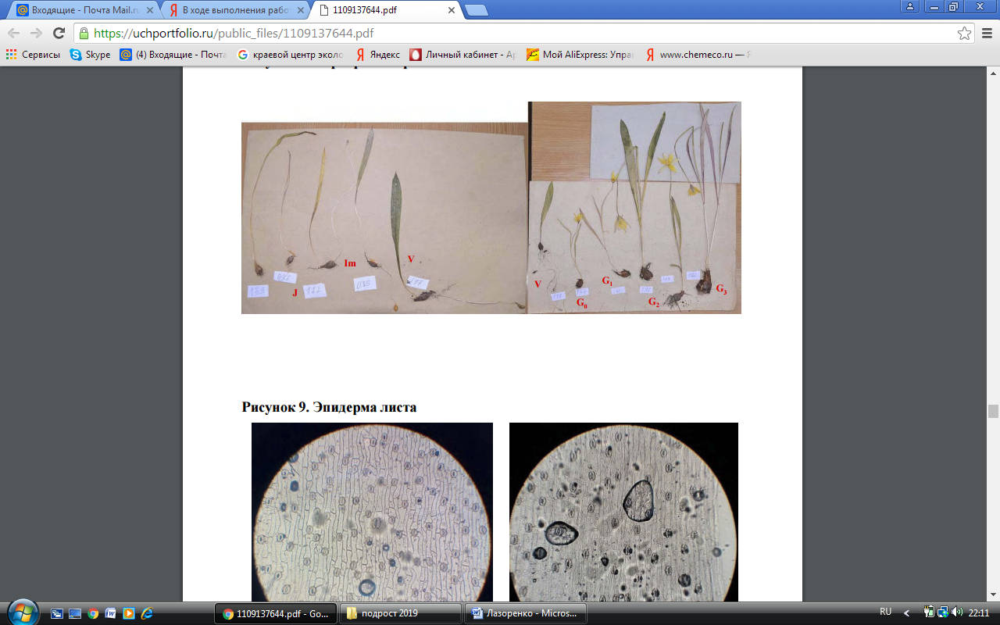 Входящие - Почта Mail.r
В ходе выполнения рабо
1109137644.pdf
https://uchportfolio.ru/public_files/1109137644.pdf
Сервисы
Skype
(4) Входящие - Почта
краевой центр эколо
Яндекс
Личный кабинет - Ар
Мой AliExpress: Упра
www.chemeco.ru —
J
Im
V
V
G0
G1
G2
G3
Рисунок 9. Эпидерма листа
1109137644.pdf - Go...
подрост 2019
Лазоренко - Micros...
RU
22:11